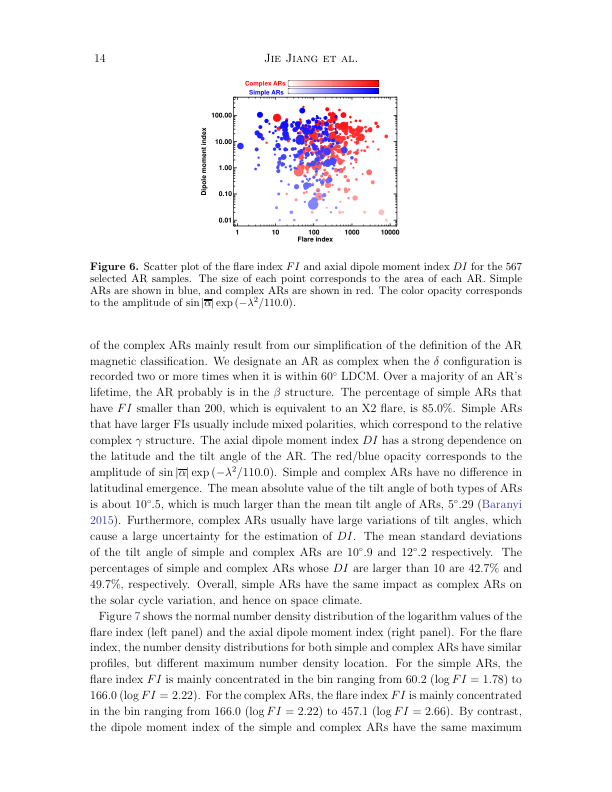 14
JIE JIANG ET AL.
Complex ARs
Simple ARs
100.00
10.00
1.00
0.10
0.01
Dipole moment index
1 10 100 1000 10000
Flare index
Figure 6. Scatter plot of the flare index FI and axial dipole moment index DI for the 567
selected AR samples. The size of each point corresponds to the area of each AR. Simple
ARs are shown in blue, and complex ARs are shown in red. The color opacity corresponds
to the amplitude of sin |α̅| exp (−λ²/110.0).
of the complex ARs mainly result from our simplification of the definition of the AR
magnetic classification. We designate an AR as complex when the δ configuration is
recorded two or more times when it is within 60° LDCM. Over a majority of an AR's
lifetime, the AR probably is in the β structure. The percentage of simple ARs that
have FI smaller than 200, which is equivalent to an X2 flare, is 85.0%. Simple ARs
that have larger FIs usually include mixed polarities, which correspond to the relative
complex γ structure. The axial dipole moment index DI has a strong dependence on
the latitude and the tilt angle of the AR. The red/blue opacity corresponds to the
amplitude of sin |α̅| exp (−λ²/110.0). Simple and complex ARs have no difference in
latitudinal emergence. The mean absolute value of the tilt angle of both types of ARs
is about 10°.5, which is much larger than the mean tilt angle of ARs, 5°.29 (Baranyi
2015). Furthermore, complex ARs usually have large variations of tilt angles, which
cause a large uncertainty for the estimation of DI. The mean standard deviations
of the tilt angle of simple and complex ARs are 10°.9 and 12°.2 respectively. The
percentages of simple and complex ARs whose DI are larger than 10 are 42.7% and
49.7%, respectively. Overall, simple ARs have the same impact as complex ARs on
the solar cycle variation, and hence on space climate.
Figure 7 shows the normal number density distribution of the logarithm values of the
flare index (left panel) and the axial dipole moment index (right panel). For the flare
index, the number density distributions for both simple and complex ARs have similar
profiles, but different maximum number density location. For the simple ARs, the
flare index FI is mainly concentrated in the bin ranging from 60.2 (log FI = 1.78) to
166.0 (log FI = 2.22). For the complex ARs, the flare index FI is mainly concentrated
in the bin ranging from 166.0 (log FI = 2.22) to 457.1 (log FI = 2.66). By contrast,
the dipole moment index of the simple and complex ARs have the same maximum